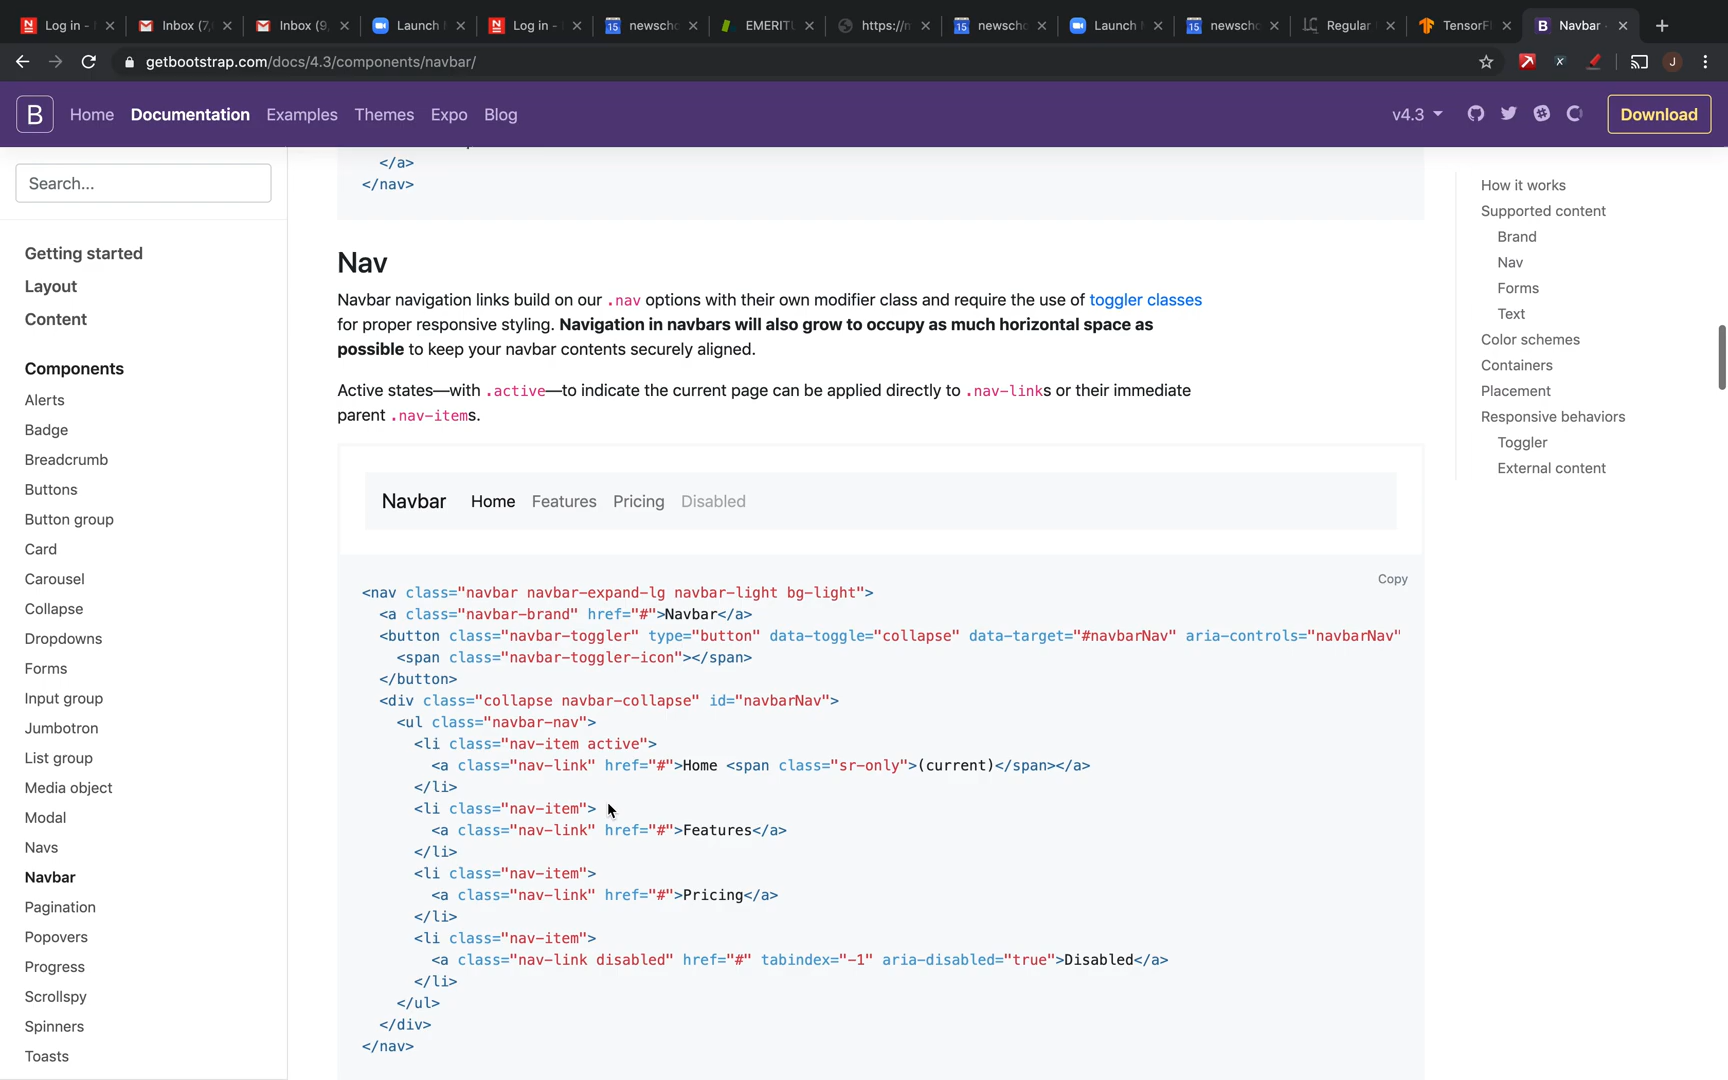 Log in -
Inbox (7,
Inbox (9,
Launch
Log in -
newscho
EMERITU
https://n
newscho
Launch
newscho
Regular
TensorFl
Navbar
getbootstrap.com/docs/4.3/components/navbar/
J
B Home Documentation Examples Themes Expo Blog v4.3 Download
Search...
Getting started
Layout
Content
Components
Alerts
Badge
Breadcrumb
Buttons
Button group
Card
Carousel
Collapse
Dropdowns
Forms
Input group
Jumbotron
List group
Media object
Modal
Navs
Navbar
Pagination
Popovers
Progress
Scrollspy
Spinners
Toasts
</a>
</nav>
Nav
Navbar navigation links build on our .nav options with their own modifier class and require the use of toggler classes
for proper responsive styling. Navigation in navbars will also grow to occupy as much horizontal space as
possible to keep your navbar contents securely aligned.
Active states—with .active—to indicate the current page can be applied directly to .nav-links or their immediate
parent .nav-items.
Navbar Home Features Pricing Disabled
Copy
<nav class="navbar navbar-expand-lg navbar-light bg-light">
<a class="navbar-brand" href="#">Navbar</a>
<button class="navbar-toggler" type="button" data-toggle="collapse" data-target="#navbarNav" aria-controls="navbarNav"
<span class="navbar-toggler-icon"></span>
</button>
<div class="collapse navbar-collapse" id="navbarNav">
<ul class="navbar-nav">
<li class="nav-item active">
<a class="nav-link" href="#">Home <span class="sr-only">(current)</span></a>
</li>
<li class="nav-item">
<a class="nav-link" href="#">Features</a>
</li>
<li class="nav-item">
<a class="nav-link" href="#">Pricing</a>
</li>
<li class="nav-item">
<a class="nav-link disabled" href="#" tabindex="-1" aria-disabled="true">Disabled</a>
</li>
</ul>
</div>
</nav>
How it works
Supported content
Brand
Nav
Forms
Text
Color schemes
Containers
Placement
Responsive behaviors
Toggler
External content